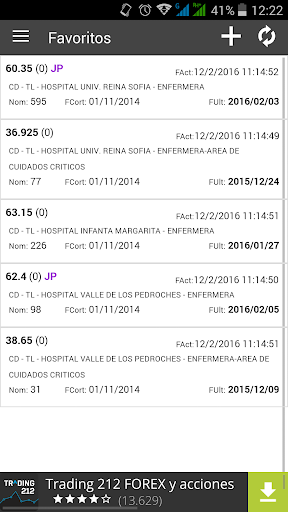 42% 12:22
Favoritos
60.35 (0) JP FAct:12/2/2016 11:14:52
CD - TL - HOSPITAL UNIV. REINA SOFIA - ENFERMERA
Nom: 595 FCort: 01/11/2014 FUlt: 2016/02/03
36.925 (0) FAct:12/2/2016 11:14:49
CD - TL - HOSPITAL UNIV. REINA SOFIA - ENFERMERA-AREA DE
CUIDADOS CRITICOS
Nom: 77 FCort: 01/11/2014 FUlt: 2015/12/24
63.15 (0) FAct:12/2/2016 11:14:51
CD - TL - HOSPITAL INFANTA MARGARITA - ENFERMERA
Nom: 226 FCort: 01/11/2014 FUlt: 2016/01/27
62.4 (0) JP FAct:12/2/2016 11:14:50
CD - TL - HOSPITAL VALLE DE LOS PEDROCHES - ENFERMERA
Nom: 98 FCort: 01/11/2014 FUlt: 2016/02/05
38.65 (0) FAct:12/2/2016 11:14:51
CD - TL - HOSPITAL VALLE DE LOS PEDROCHES - ENFERMERA-AREA DE
CUIDADOS CRITICOS
Nom: 31 FCort: 01/11/2014 FUlt: 2015/12/09
TRADING
212
Trading 212 FOREX y acciones
(13.629)